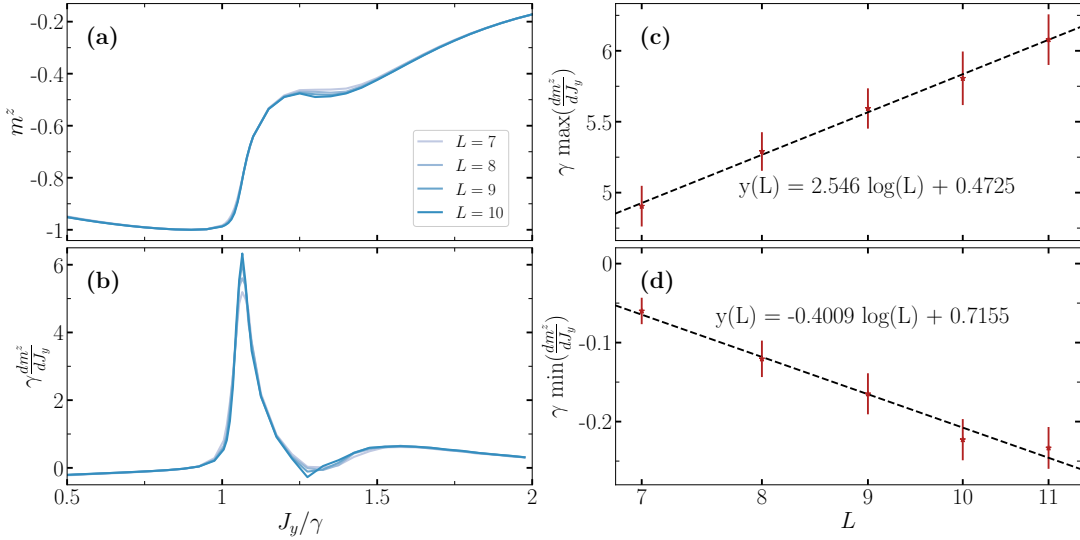 (a)
m^z
-0.2
-0.4
-0.6
-0.8
-1
L = 7
L = 8
L = 9
L = 10
(b)
γ dm^z/dJ_y
6
4
2
0
0.5
1
1.5
2
J_y/γ
(c)
γ max(dm^z/dJ_y)
6
5.5
5
y(L) = 2.546 log(L) + 0.4725
(d)
γ min(dm^z/dJ_y)
0
-0.1
-0.2
y(L) = -0.4009 log(L) + 0.7155
7
8
9
10
11
L